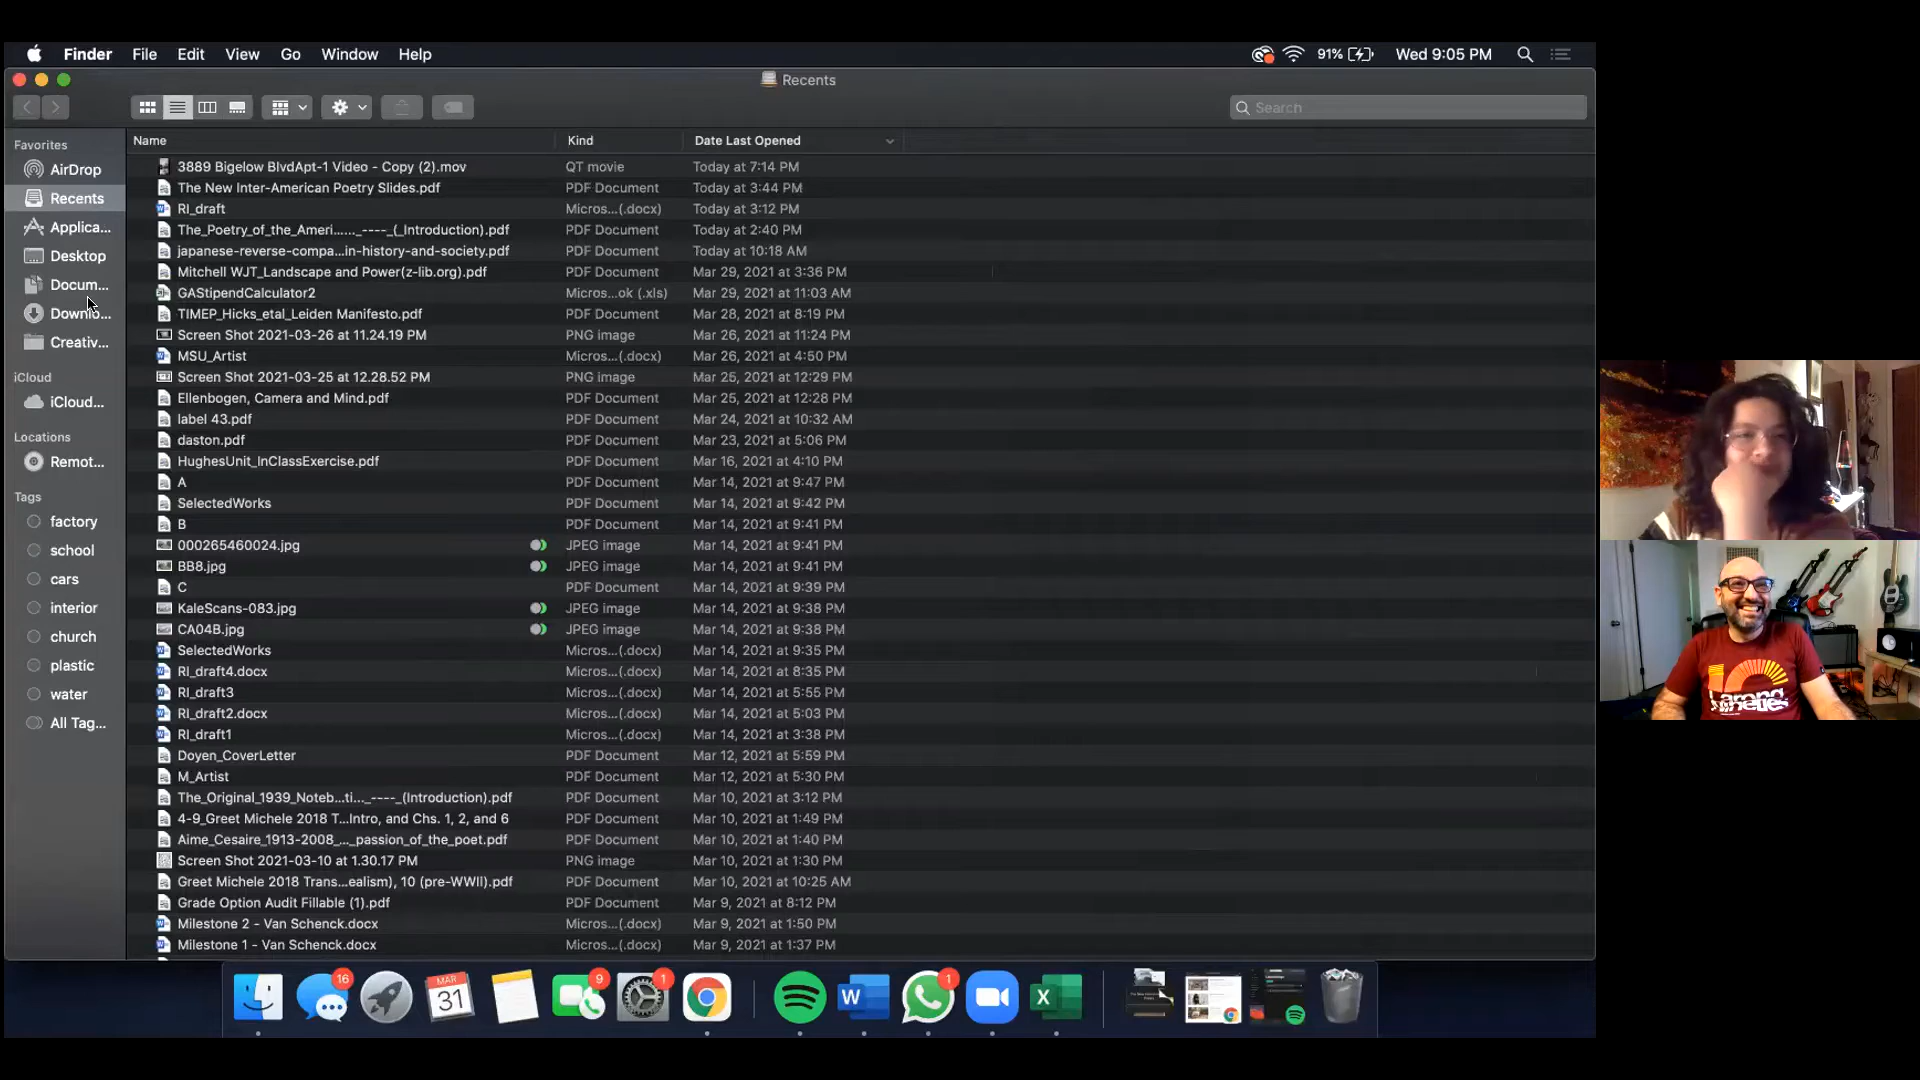 Finder File Edit View Go Window Help 91% Wed 9:05 PM
Recents
Search
Favorites
AirDrop
Recents
Applica...
Desktop
Docum...
Downlo...
Creativ...
iCloud
iCloud...
Locations
Remot...
Tags
factory
school
cars
interior
church
plastic
water
All Tag...
Name Kind Date Last Opened
3889 Bigelow BlvdApt-1 Video - Copy (2).mov QT movie Today at 7:14 PM
The New Inter-American Poetry Slides.pdf PDF Document Today at 3:44 PM
RI_draft Micros...(.docx) Today at 3:12 PM
The_Poetry_of_the_Ameri......_----_(_Introduction).pdf PDF Document Today at 2:40 PM
japanese-reverse-compa...in-history-and-society.pdf PDF Document Today at 10:18 AM
Mitchell WJT_Landscape and Power(z-lib.org).pdf PDF Document Mar 29, 2021 at 3:36 PM
GAStipendCalculator2 Micros...ok (.xls) Mar 29, 2021 at 11:03 AM
TIMEP_Hicks_etal_Leiden Manifesto.pdf PDF Document Mar 28, 2021 at 8:19 PM
Screen Shot 2021-03-26 at 11.24.19 PM PNG image Mar 26, 2021 at 11:24 PM
MSU_Artist Micros...(.docx) Mar 26, 2021 at 4:50 PM
Screen Shot 2021-03-25 at 12.28.52 PM PNG image Mar 25, 2021 at 12:29 PM
Ellenbogen, Camera and Mind.pdf PDF Document Mar 25, 2021 at 12:28 PM
label 43.pdf PDF Document Mar 24, 2021 at 10:32 AM
daston.pdf PDF Document Mar 23, 2021 at 5:06 PM
HughesUnit_InClassExercise.pdf PDF Document Mar 16, 2021 at 4:10 PM
A PDF Document Mar 14, 2021 at 9:47 PM
SelectedWorks PDF Document Mar 14, 2021 at 9:42 PM
B PDF Document Mar 14, 2021 at 9:41 PM
000265460024.jpg JPEG image Mar 14, 2021 at 9:41 PM
BB8.jpg JPEG image Mar 14, 2021 at 9:41 PM
C PDF Document Mar 14, 2021 at 9:39 PM
KaleScans-083.jpg JPEG image Mar 14, 2021 at 9:38 PM
CA04B.jpg JPEG image Mar 14, 2021 at 9:38 PM
SelectedWorks Micros...(.docx) Mar 14, 2021 at 9:35 PM
RI_draft4.docx Micros...(.docx) Mar 14, 2021 at 8:35 PM
RI_draft3 Micros...(.docx) Mar 14, 2021 at 5:55 PM
RI_draft2.docx Micros...(.docx) Mar 14, 2021 at 5:03 PM
RI_draft1 Micros...(.docx) Mar 14, 2021 at 3:38 PM
Doyen_CoverLetter PDF Document Mar 12, 2021 at 5:59 PM
M_Artist PDF Document Mar 12, 2021 at 5:30 PM
The_Original_1939_Noteb...ti..._----_(Introduction).pdf PDF Document Mar 10, 2021 at 3:12 PM
4-9_Greet Michele 2018 T...Intro, and Chs. 1, 2, and 6 PDF Document Mar 10, 2021 at 1:49 PM
Aime_Cesaire_1913-2008_..._passion_of_the_poet.pdf PDF Document Mar 10, 2021 at 1:40 PM
Screen Shot 2021-03-10 at 1.30.17 PM PNG image Mar 10, 2021 at 1:30 PM
Greet Michele 2018 Trans...ealism), 10 (pre-WWII).pdf PDF Document Mar 10, 2021 at 10:25 AM
Grade Option Audit Fillable (1).pdf PDF Document Mar 9, 2021 at 8:12 PM
Milestone 2 - Van Schenck.docx Micros...(.docx) Mar 9, 2021 at 1:50 PM
Milestone 1 - Van Schenck.docx Micros...(.docx) Mar 9, 2021 at 1:37 PM
16 MAR 31 9 1 W 1 X